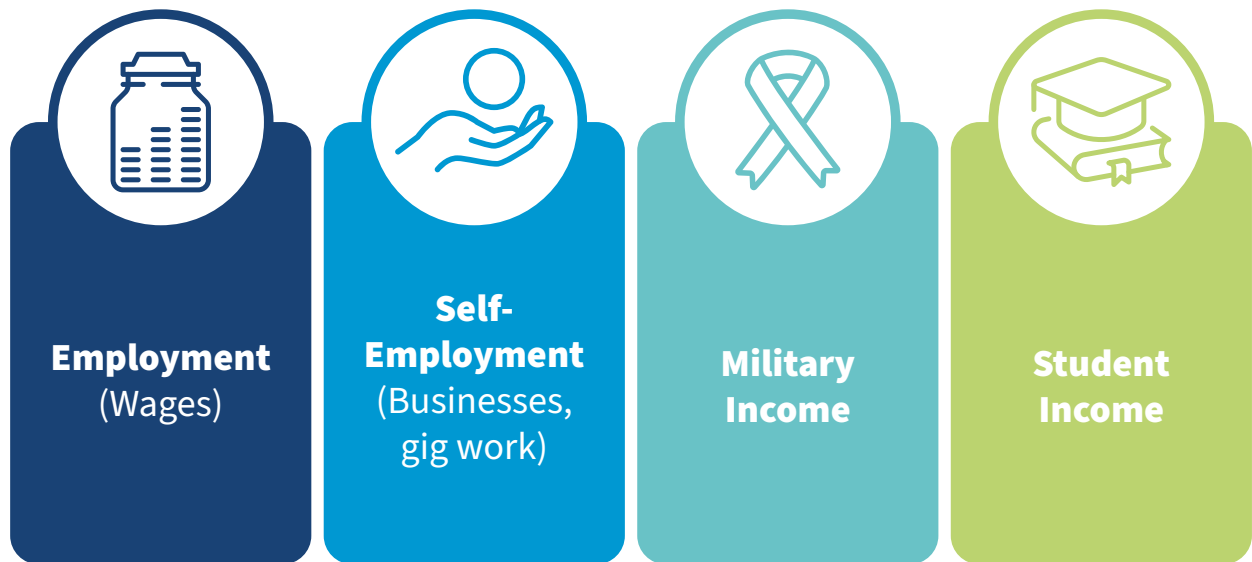 Employment
(Wages)
Self-
Employment
(Businesses,
gig work)
Military
Income
Student
Income